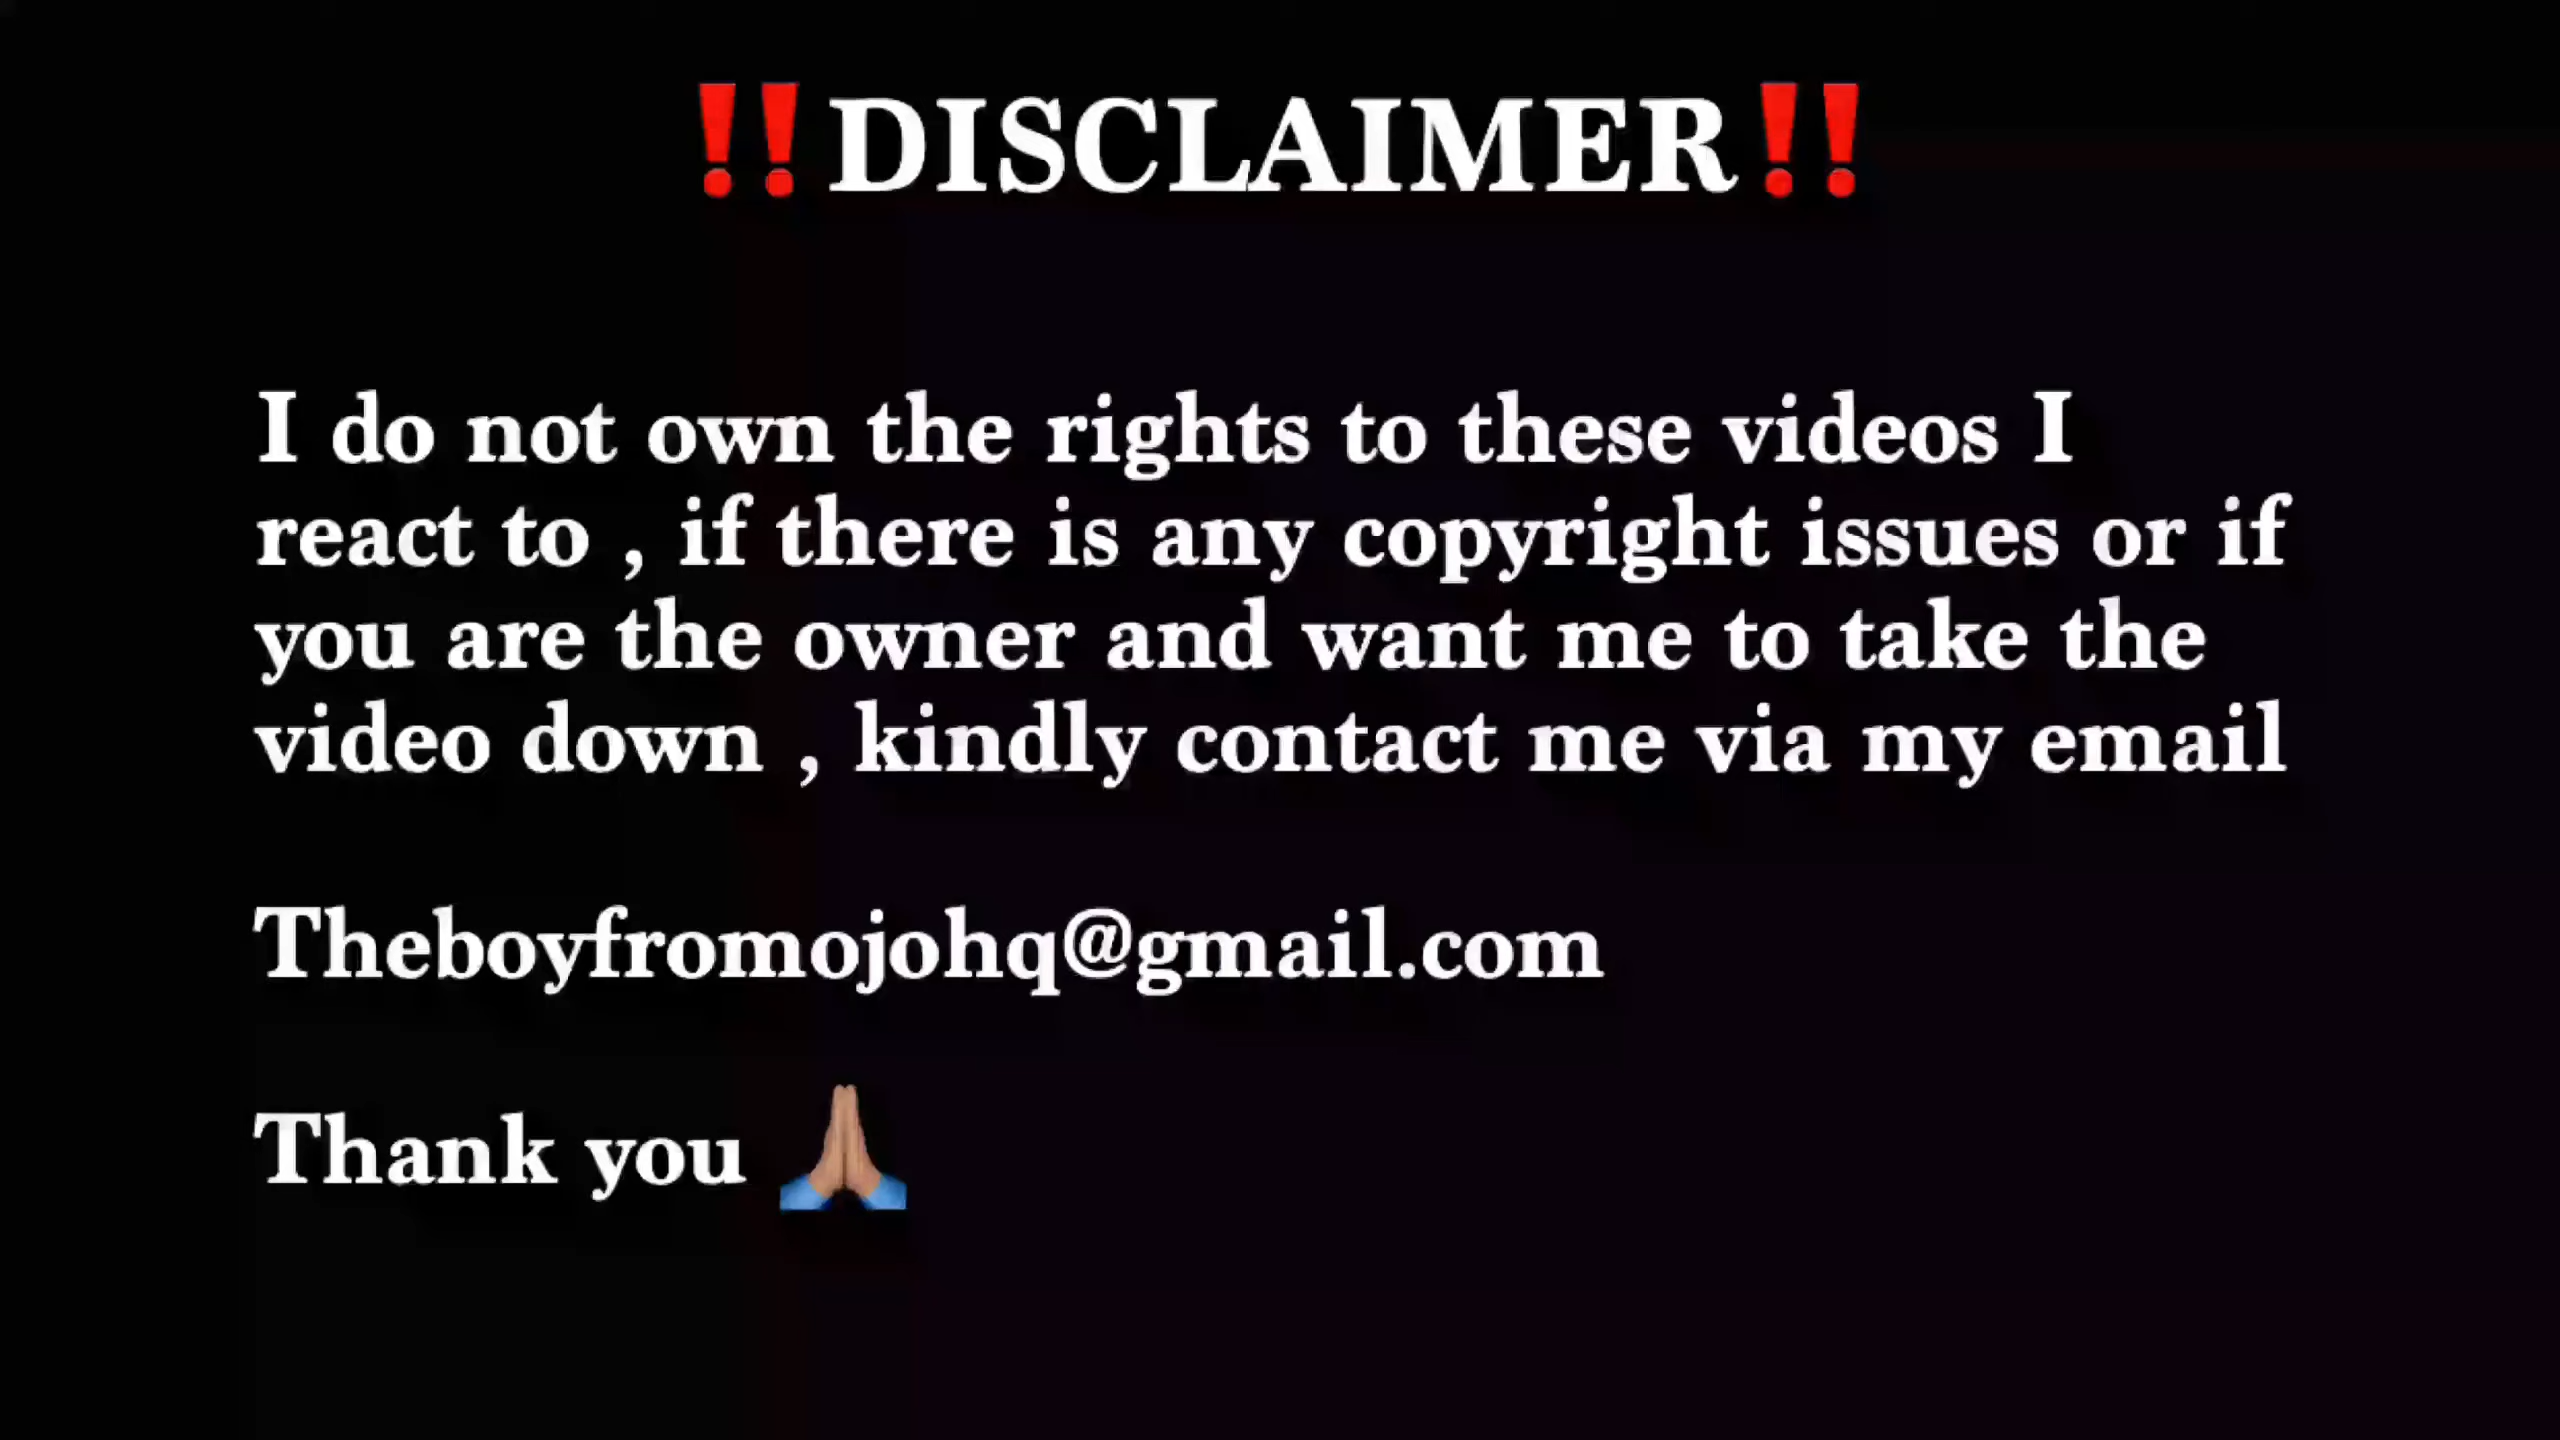 ‼️DISCLAIMER‼️
I do not own the rights to these videos I
react to , if there is any copyright issues or if
you are the owner and want me to take the
video down , kindly contact me via my email
Theboyfromojohq@gmail.com
Thank you 🙏🏽